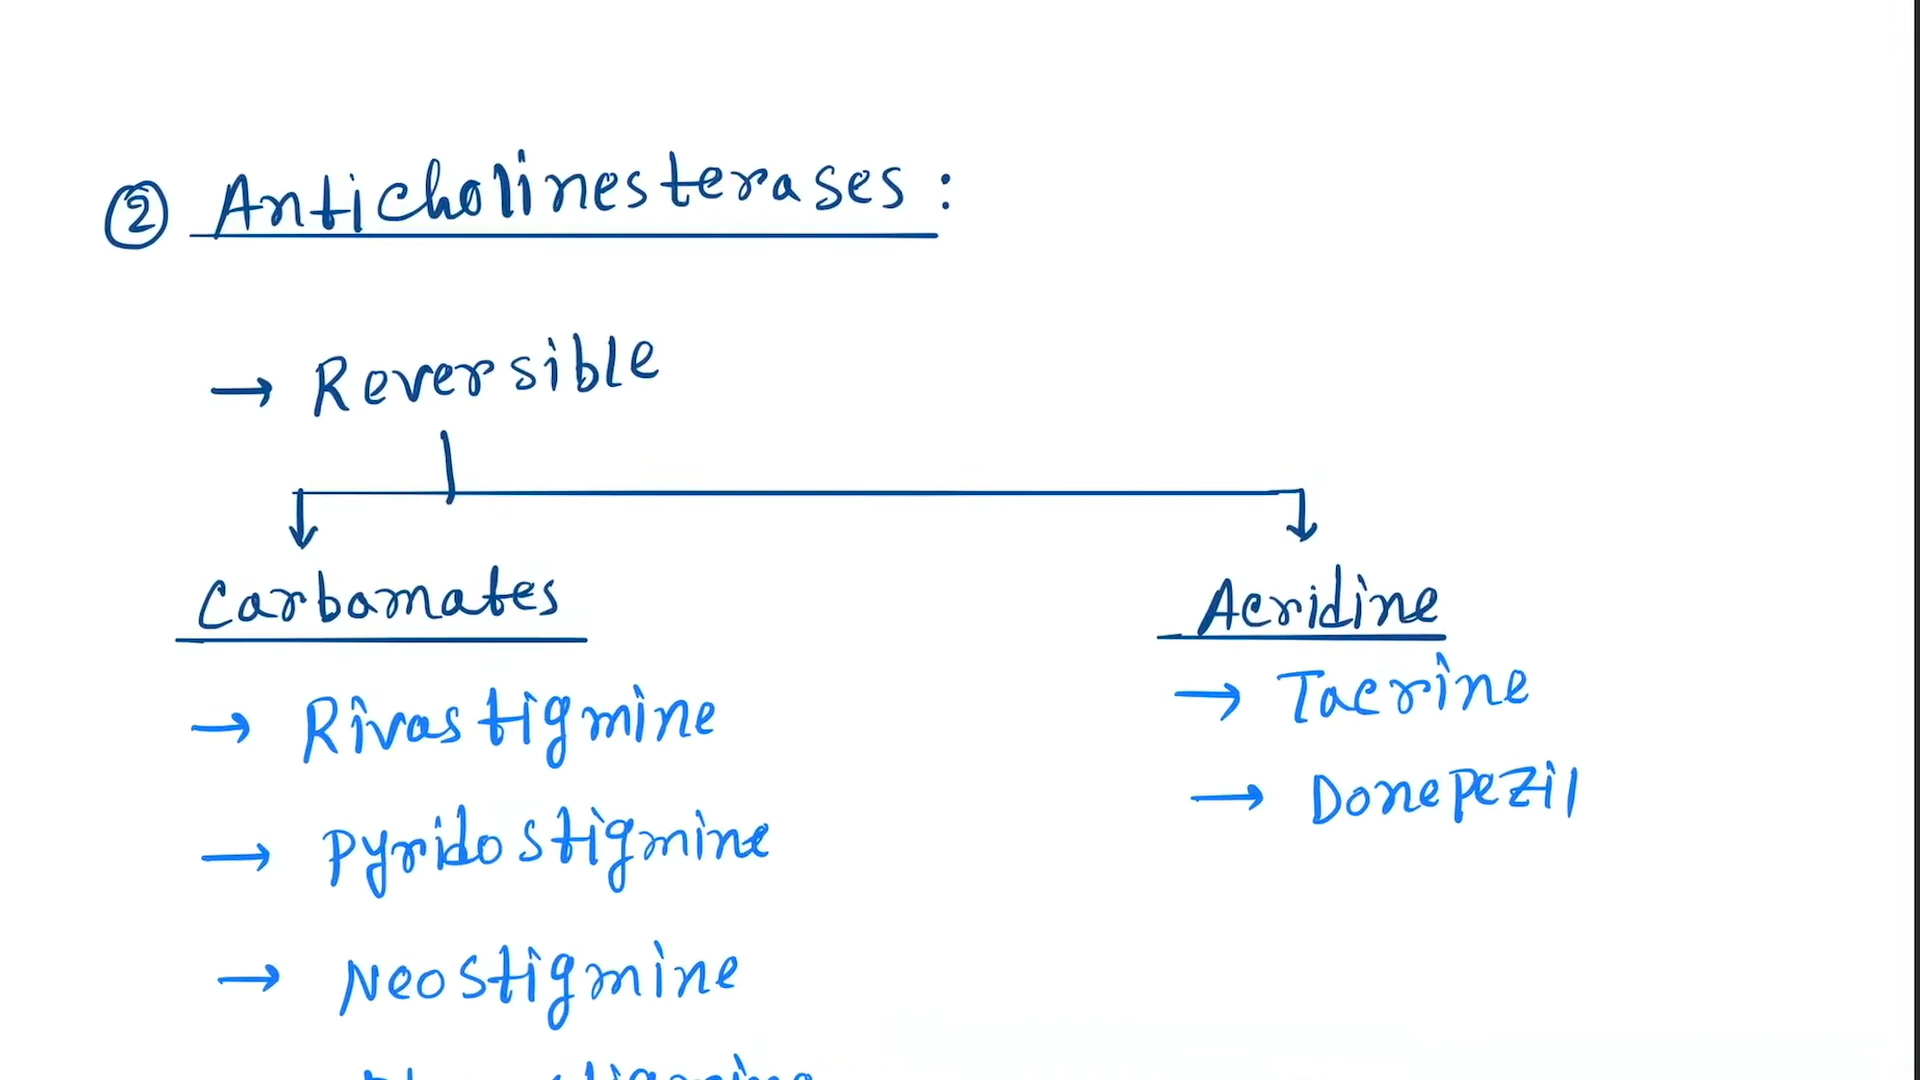 ② Anticholinesterases :
→ Reversible
Carbamates
→ Rivastigmine
→ Pyridostigmine
→ Neostigmine
Acridine
→ Tacrine
→ Donepezil